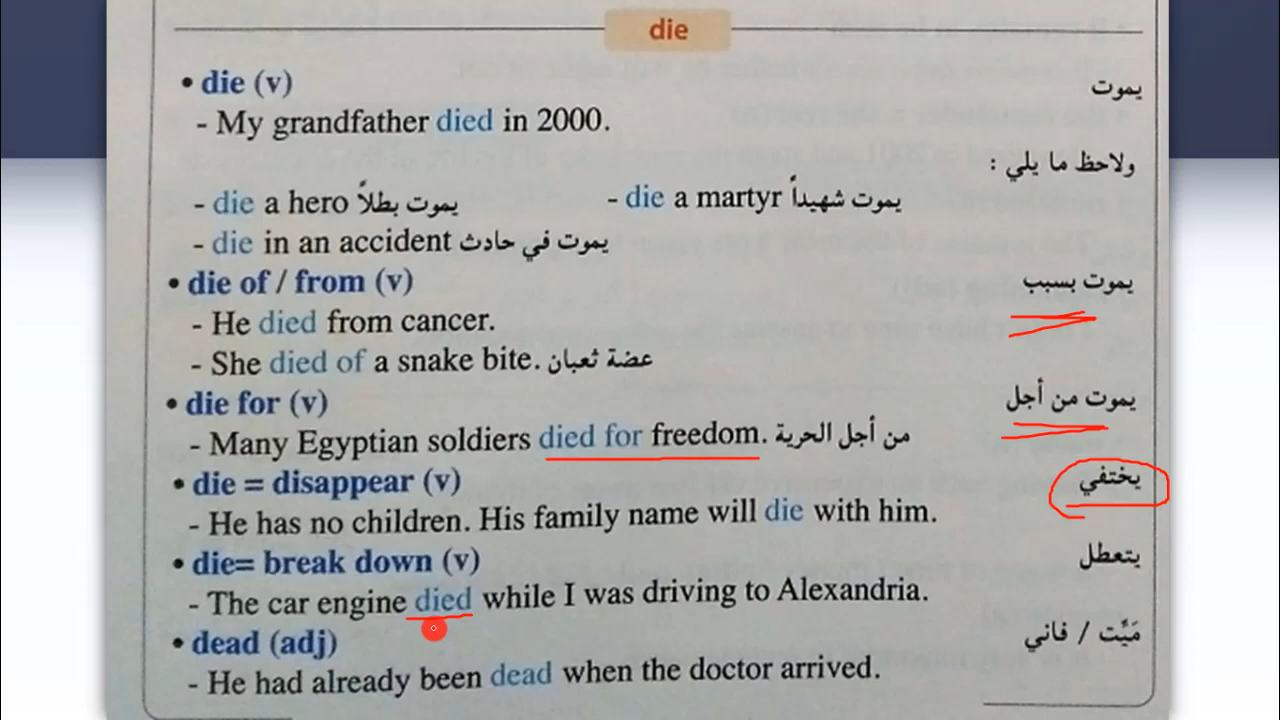 die
• die (v) يموت
- My grandfather died in 2000.
ولاحظ ما يلي :
- die a hero يموت بطلاً - die a martyr يموت شهيداً
- die in an accident يموت في حادث
• die of / from (v) يموت بسبب
- He died from cancer.
- She died of a snake bite. عضة ثعبان
• die for (v) يموت من أجل
- Many Egyptian soldiers died for freedom. من أجل الحرية
• die = disappear (v) يختفي
- He has no children. His family name will die with him.
• die= break down (v) يتعطل
- The car engine died while I was driving to Alexandria.
• dead (adj) مَيِّت / فاني
- He had already been dead when the doctor arrived.